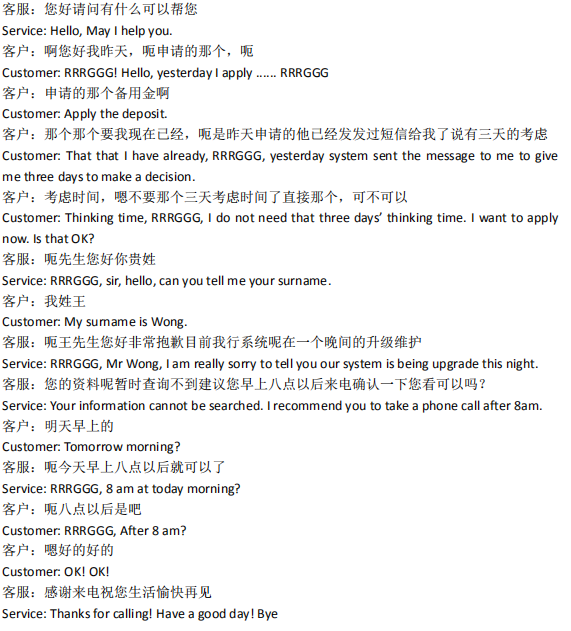 客服：您好请问有什么可以帮您
Service: Hello, May I help you.
客户：啊您好我昨天，呃申请的那个，呃
Customer: RRRGGG! Hello, yesterday I apply ...... RRRGGG
客户：申请的那个备用金啊
Customer: Apply the deposit.
客户：那个那个要我现在已经，呃是昨天申请的他已经发发过短信给我了说有三天的考虑
Customer: That that I have already, RRRGGG, yesterday system sent the message to me to give
me three days to make a decision.
客户：考虑时间，嗯不要那个三天考虑时间了直接那个，可不可以
Customer: Thinking time, RRRGGG, I do not need that three days’ thinking time. I want to apply
now. Is that OK?
客服：呃先生您好你贵姓
Service: RRRGGG, sir, hello, can you tell me your surname.
客户：我姓王
Customer: My surname is Wong.
客服：呃王先生您好非常抱歉目前我行系统呢在一个晚间的升级维护
Service: RRRGGG, Mr Wong, I am really sorry to tell you our system is being upgrade this night.
客服：您的资料呢暂时查询不到建议您早上八点以后来电确认一下您看可以吗？
Service: Your information cannot be searched. I recommend you to take a phone call after 8am.
客户：明天早上的
Customer: Tomorrow morning?
客服：呃今天早上八点以后就可以了
Service: RRRGGG, 8 am at today morning?
客户：呃八点以后是吧
Customer: RRRGGG, After 8 am?
客户：嗯好的好的
Customer: OK! OK!
客服：感谢来电祝您生活愉快再见
Service: Thanks for calling! Have a good day! Bye